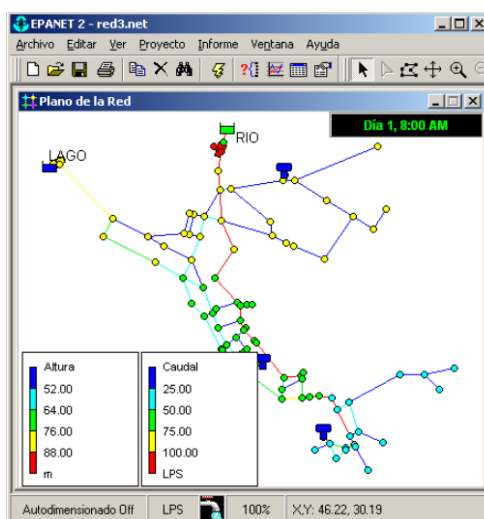 EPANET 2 - red3.net
Archivo Editar Ver Proyecto Informe Ventana Ayuda
Plano de la Red
Día 1, 8:00 AM
RIO
LAGO
Altura
52.00
64.00
76.00
88.00
m
Caudal
25.00
50.00
75.00
100.00
LPS
Autodimensionado Off LPS 100% X,Y: 46.22, 30.19